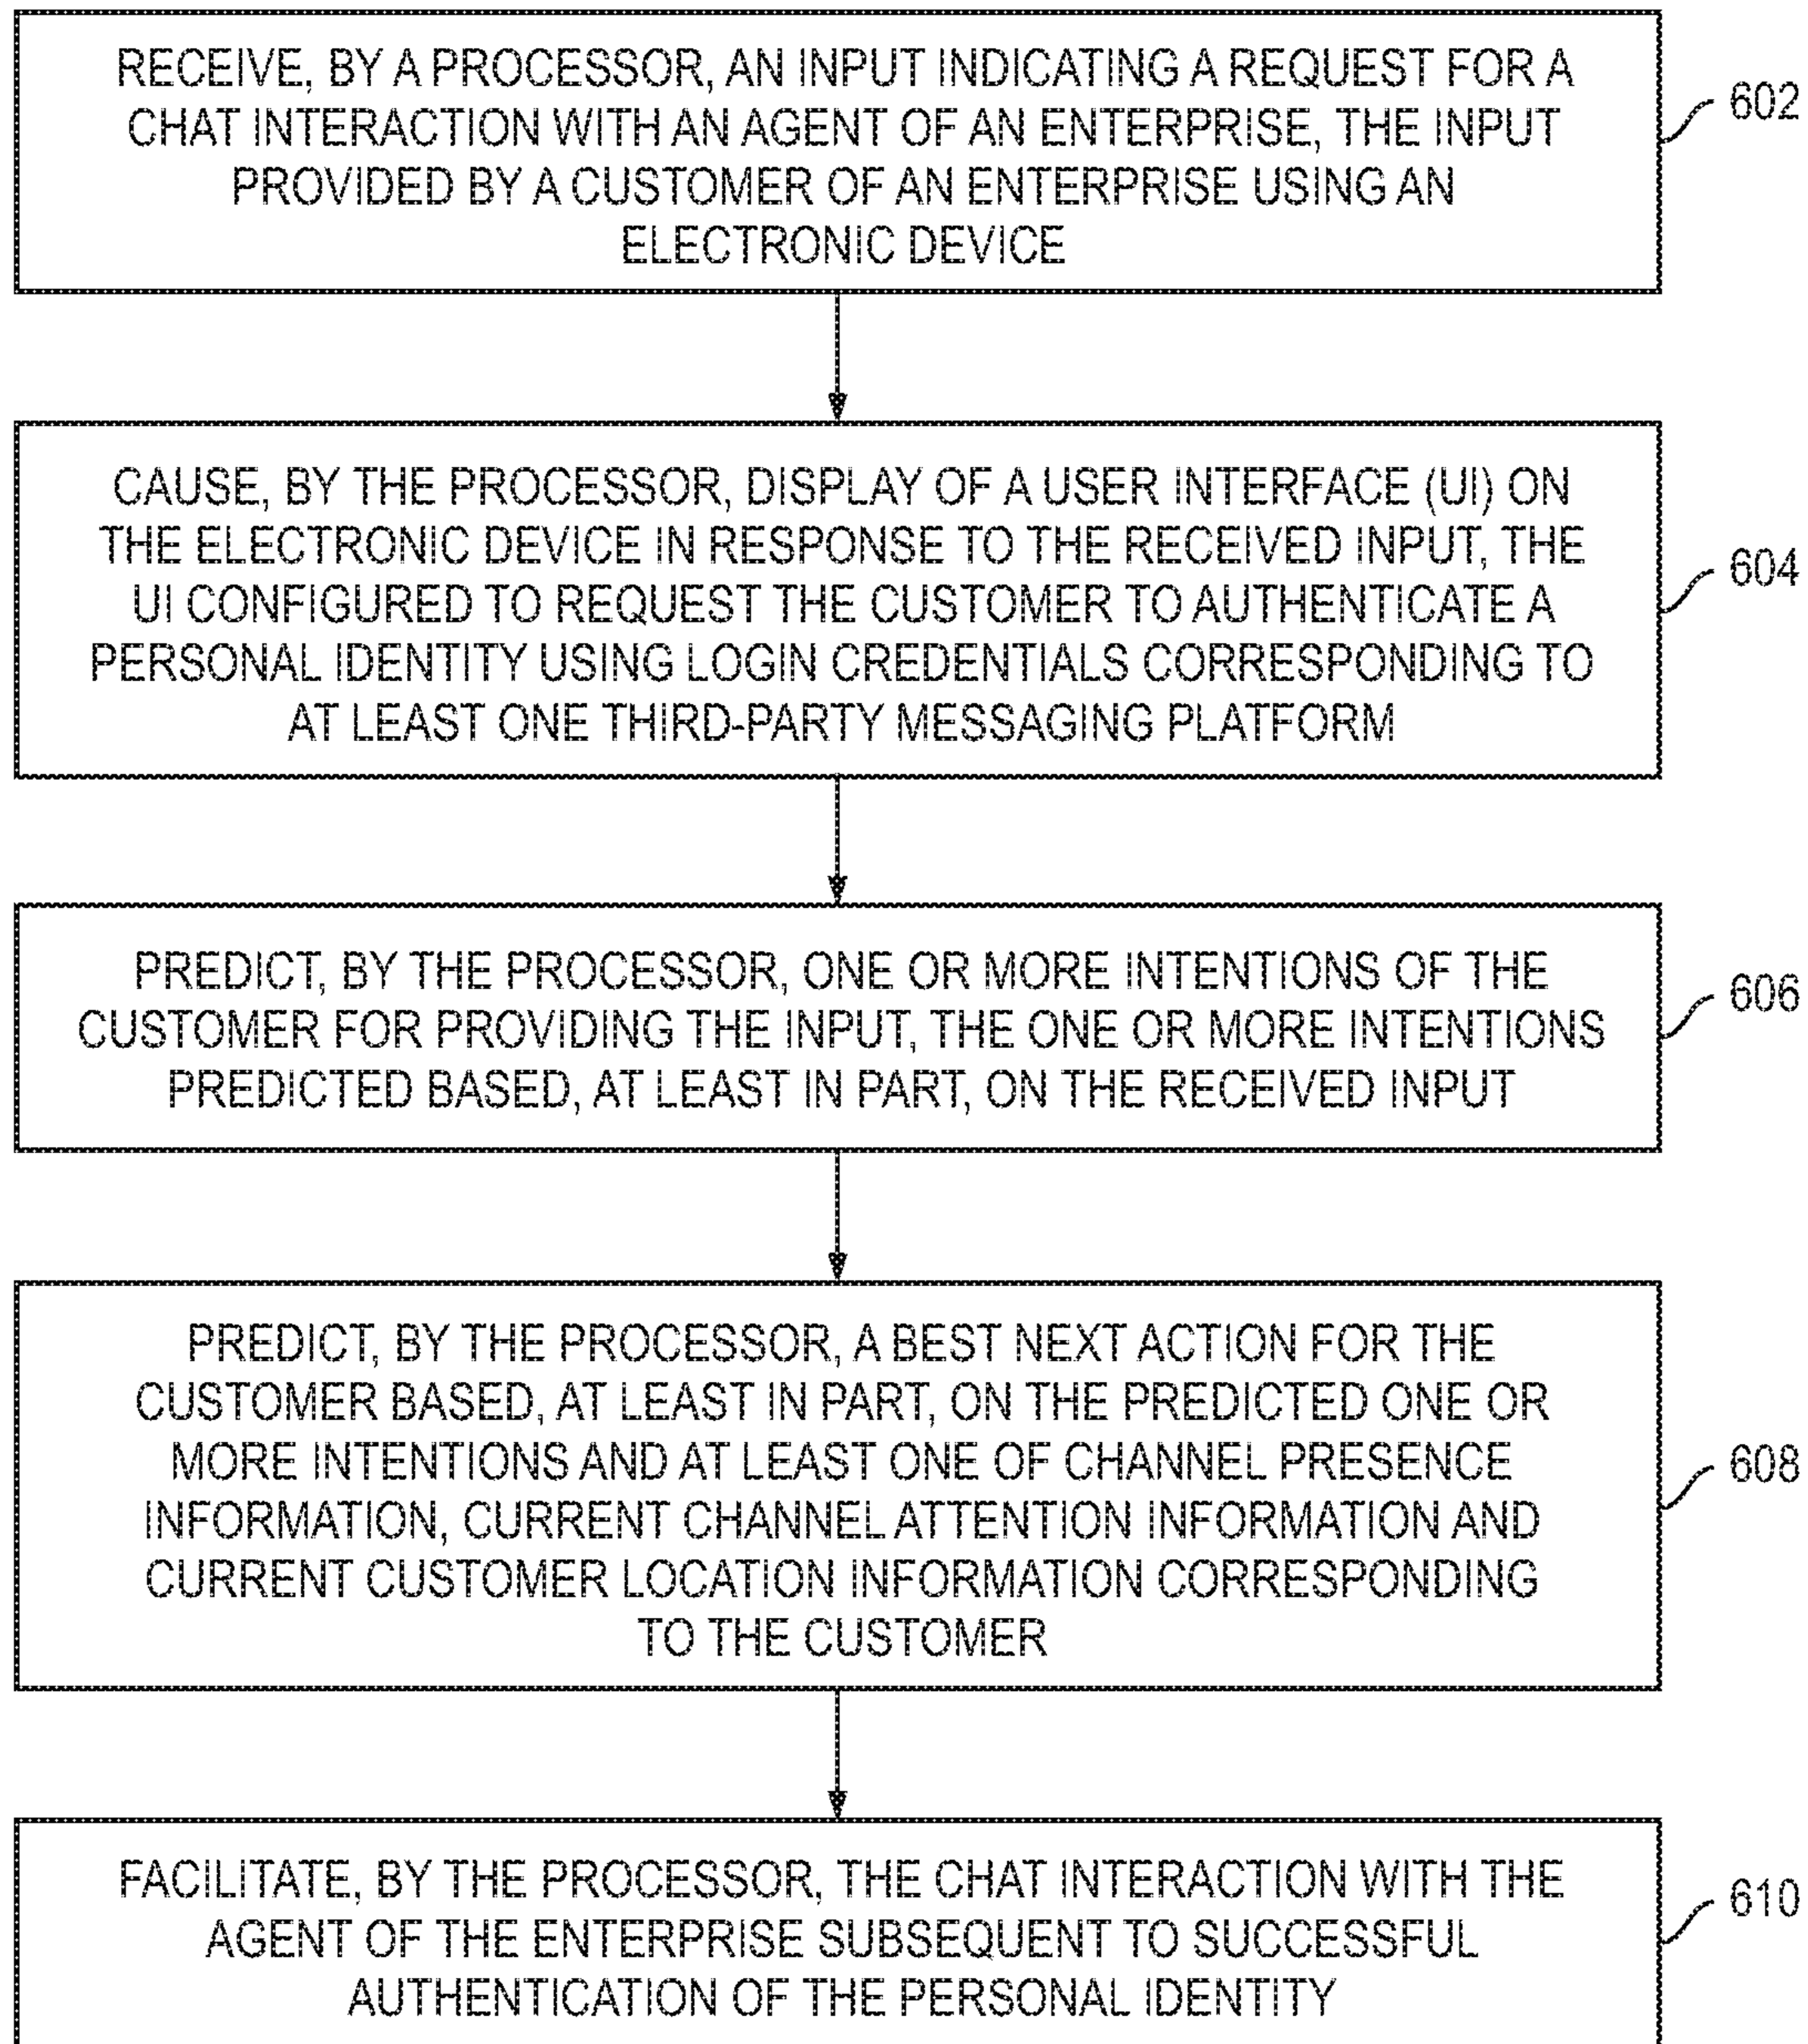 RECEIVE, BY A PROCESSOR, AN INPUT INDICATING A REQUEST FOR A
CHAT INTERACTION WITH AN AGENT OF AN ENTERPRISE, THE INPUT
PROVIDED BY A CUSTOMER OF AN ENTERPRISE USING AN
ELECTRONIC DEVICE
602
CAUSE, BY THE PROCESSOR, DISPLAY OF A USER INTERFACE (UI) ON
THE ELECTRONIC DEVICE IN RESPONSE TO THE RECEIVED INPUT, THE
UI CONFIGURED TO REQUEST THE CUSTOMER TO AUTHENTICATE A
PERSONAL IDENTITY USING LOGIN CREDENTIALS CORRESPONDING TO
AT LEAST ONE THIRD-PARTY MESSAGING PLATFORM
604
PREDICT, BY THE PROCESSOR, ONE OR MORE INTENTIONS OF THE
CUSTOMER FOR PROVIDING THE INPUT, THE ONE OR MORE INTENTIONS
PREDICTED BASED, AT LEAST IN PART, ON THE RECEIVED INPUT
606
PREDICT, BY THE PROCESSOR, A BEST NEXT ACTION FOR THE
CUSTOMER BASED, AT LEAST IN PART, ON THE PREDICTED ONE OR
MORE INTENTIONS AND AT LEAST ONE OF CHANNEL PRESENCE
INFORMATION, CURRENT CHANNEL ATTENTION INFORMATION AND
CURRENT CUSTOMER LOCATION INFORMATION CORRESPONDING
TO THE CUSTOMER
608
FACILITATE, BY THE PROCESSOR, THE CHAT INTERACTION WITH THE
AGENT OF THE ENTERPRISE SUBSEQUENT TO SUCCESSFUL
AUTHENTICATION OF THE PERSONAL IDENTITY
610